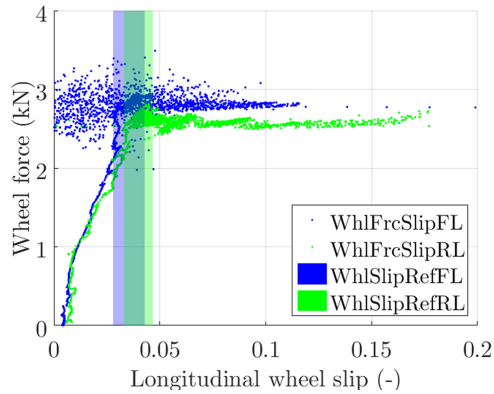 4
3
2
1
0
Wheel force (kN)
WhlFrcSlipFL
WhlFrcSlipRL
WhlSlipRefFL
WhlSlipRefRL
0 0.05 0.1 0.15 0.2
Longitudinal wheel slip (-)